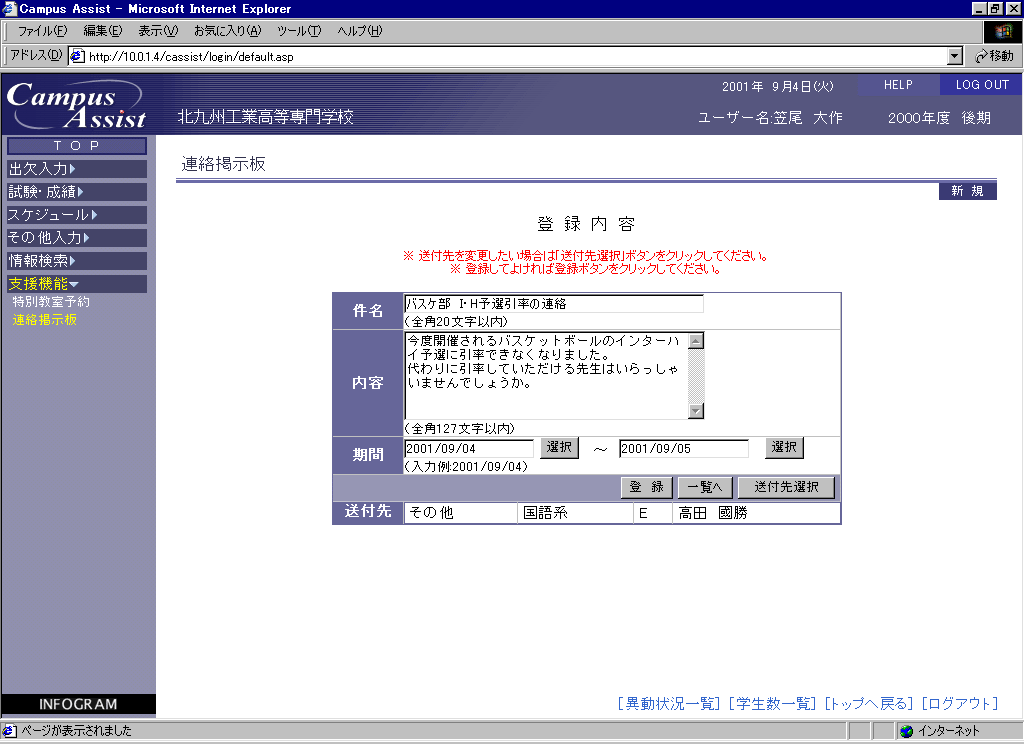 Campus Assist - Microsoft Internet Explorer
ファイル(F) 編集(E) 表示(V) お気に入り(A) ツール(T) ヘルプ(H)
アドレス(D) http://10.0.1.4/cassist/login/default.asp 移動
Campus Assist
2001年 9月4日(火) HELP LOG OUT
北九州工業高等専門学校 ユーザー名:笠尾 大作 2000年度 後期
TOP
出欠入力
試験・成績
スケジュール
その他入力
情報検索
支援機能
特別教室予約
連絡掲示板
INFOGRAM
連絡掲示板
新 規
登 録 内 容
※ 送付先を変更したい場合は「送付先選択」ボタンをクリックしてください。
※ 登録してよければ登録ボタンをクリックしてください。
件名 バスケ部 I・H予選引率の連絡
(全角20文字以内)
内容
今度開催されるバスケットボールのインターハ
イ予選に引率できなくなりました。
代わりに引率していただける先生はいらっしゃ
いませんでしょうか。
(全角127文字以内)
期間 2001/09/04 選択 ～ 2001/09/05 選択
(入力例:2001/09/04)
登 録 一覧へ 送付先選択
送付先 その他 国語系 E 高田 國勝
[異動状況一覧] [学生数一覧] [トップへ戻る] [ログアウト]
ページが表示されました インターネット